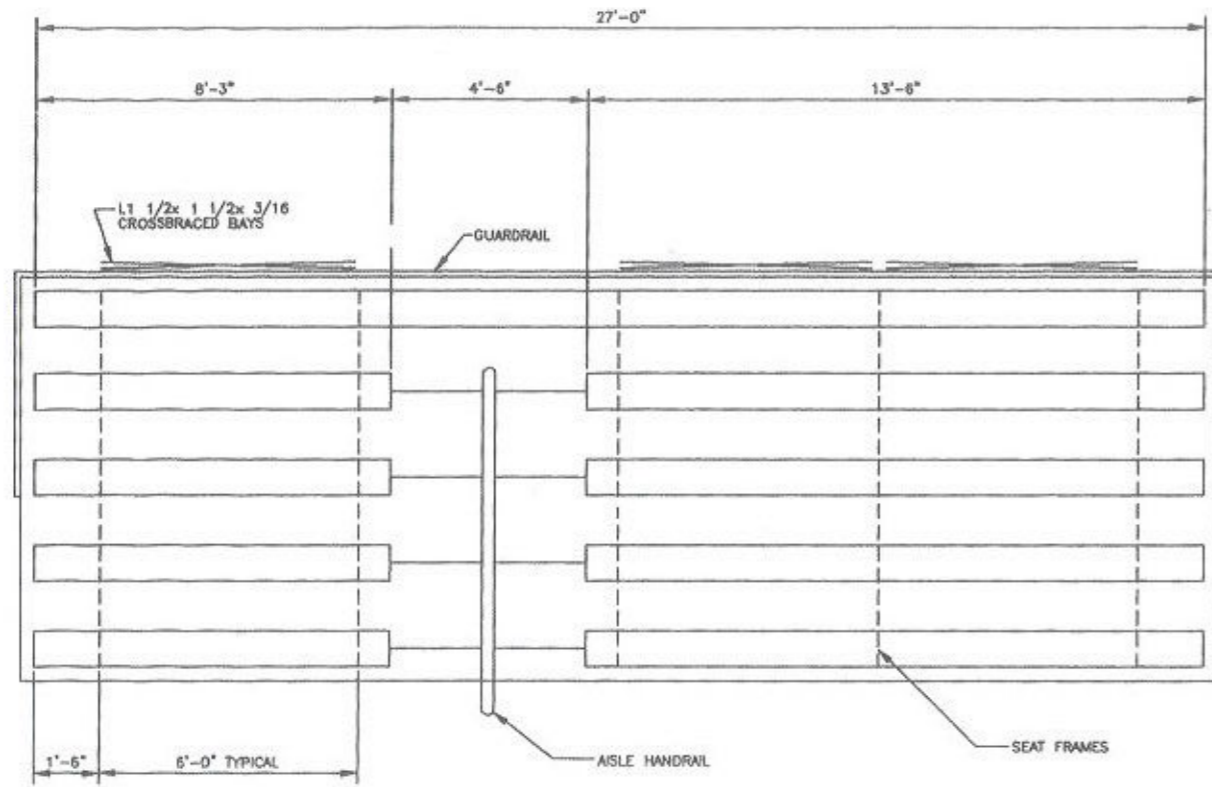 27'-0"
8'-3"
4'-6"
13'-6"
L1 1/2x 1 1/2x 3/16
CROSSBRACED BAYS
GUARDRAIL
1'-6"
6'-0" TYPICAL
AISLE HANDRAIL
SEAT FRAMES